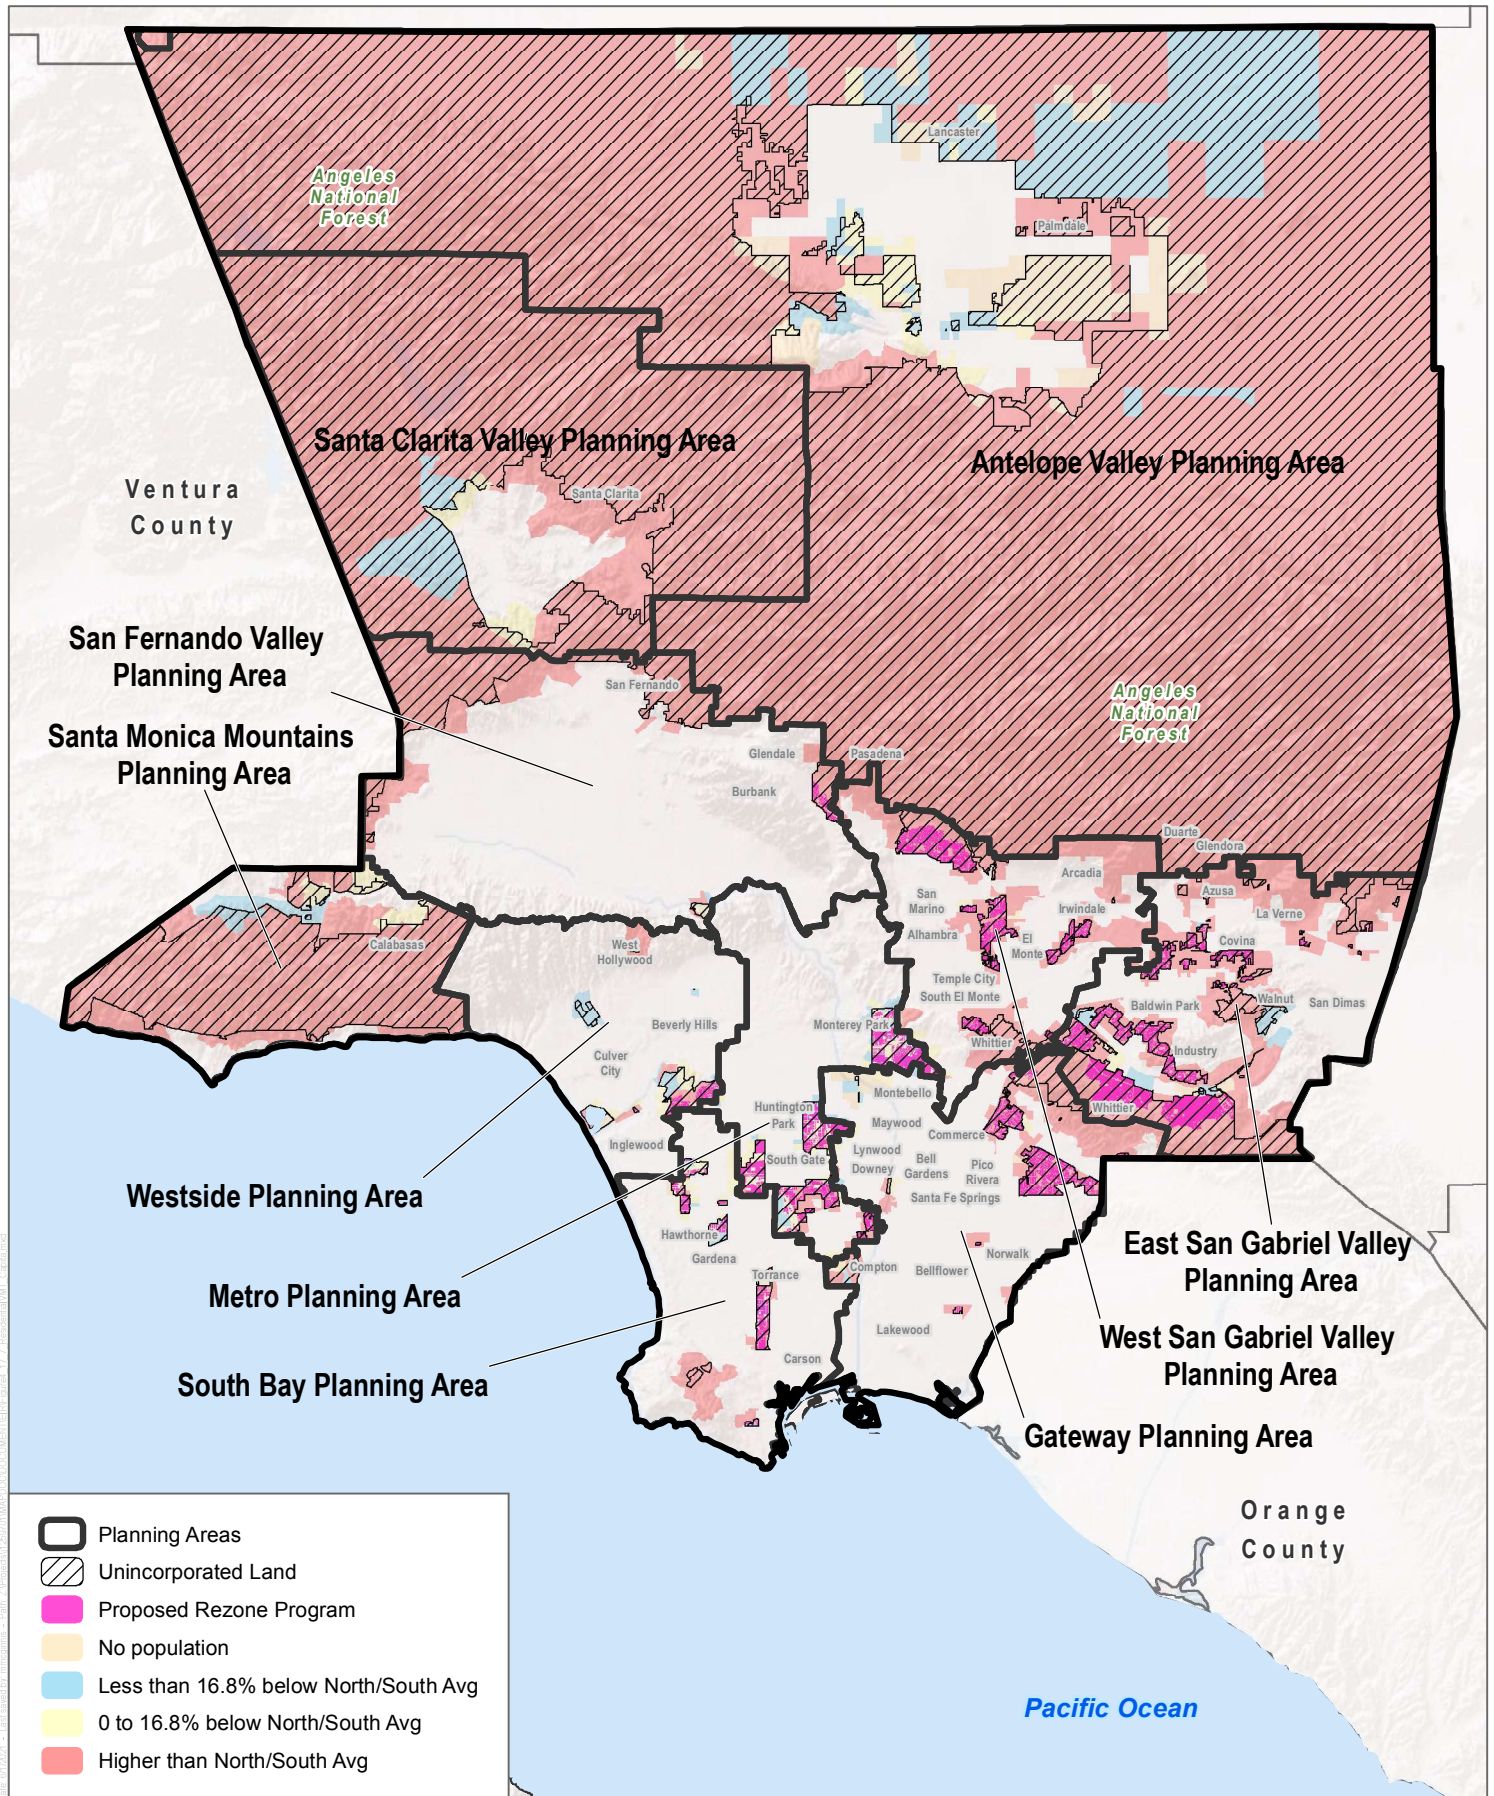 Lancaster
Angeles
National
Forest
Palmdale
Santa Clarita Valley Planning Area
Antelope Valley Planning Area
Ventura
County
Santa Clarita
San Fernando Valley
Planning Area
San Fernando
Angeles
National
Forest
Santa Monica Mountains
Planning Area
Glendale
Pasadena
Burbank
Duarte
Glendora
Arcadia
Azusa
San
Marino
Irwindale
La Verne
Alhambra
El
Monte
Covina
Calabasas
West
Hollywood
Temple City
South El Monte
Baldwin Park
Walnut
San Dimas
Beverly Hills
Monterey Park
Whittier
Industry
Culver
City
Montebello
Huntington
Park
Whittier
Maywood
Commerce
Inglewood
South Gate
Lynwood
Downey
Bell
Gardens
Pico
Rivera
Westside Planning Area
Santa Fe Springs
Hawthorne
Gardena
Norwalk
East San Gabriel Valley
Planning Area
Torrance
Compton
Bellflower
Metro Planning Area
Lakewood
West San Gabriel Valley
Planning Area
Carson
South Bay Planning Area
Gateway Planning Area
Orange
County
Planning Areas
Unincorporated Land
Proposed Rezone Program
No population
Less than 16.8% below North/South Avg
0 to 16.8% below North/South Avg
Higher than North/South Avg
Pacific Ocean